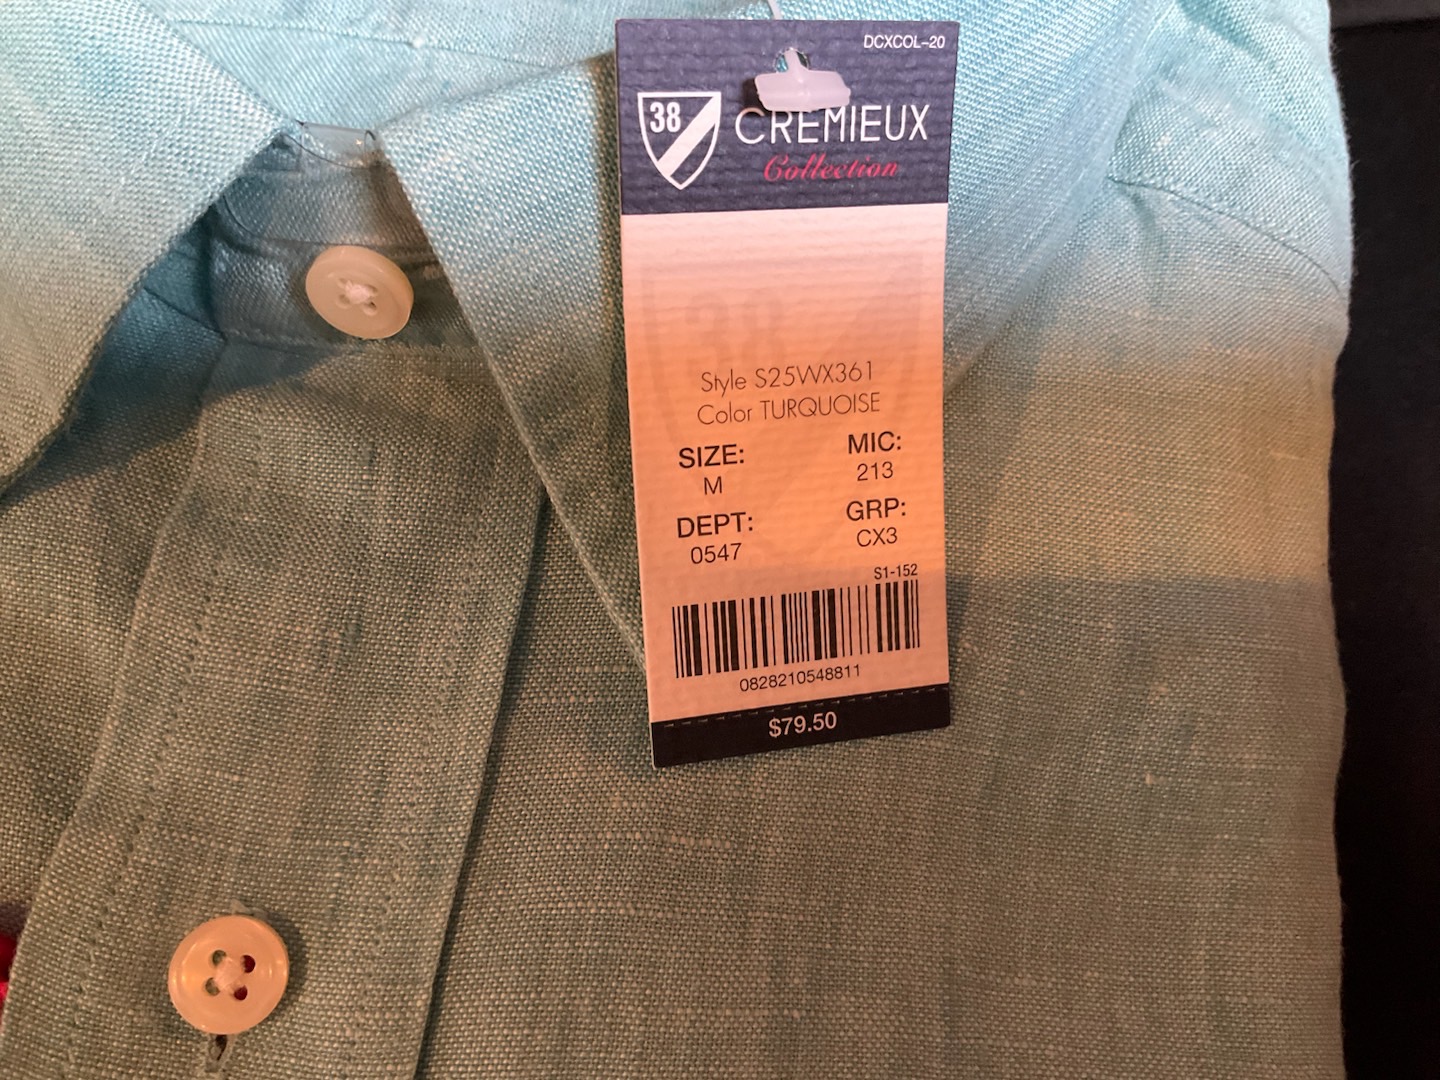 DCXCOL-20
38
CREMIEUX
Collection
38
Style S25WX361
Color TURQUOISE
SIZE: MIC:
M 213
DEPT: GRP:
0547 CX3
S1-152
0828210548811
$79.50